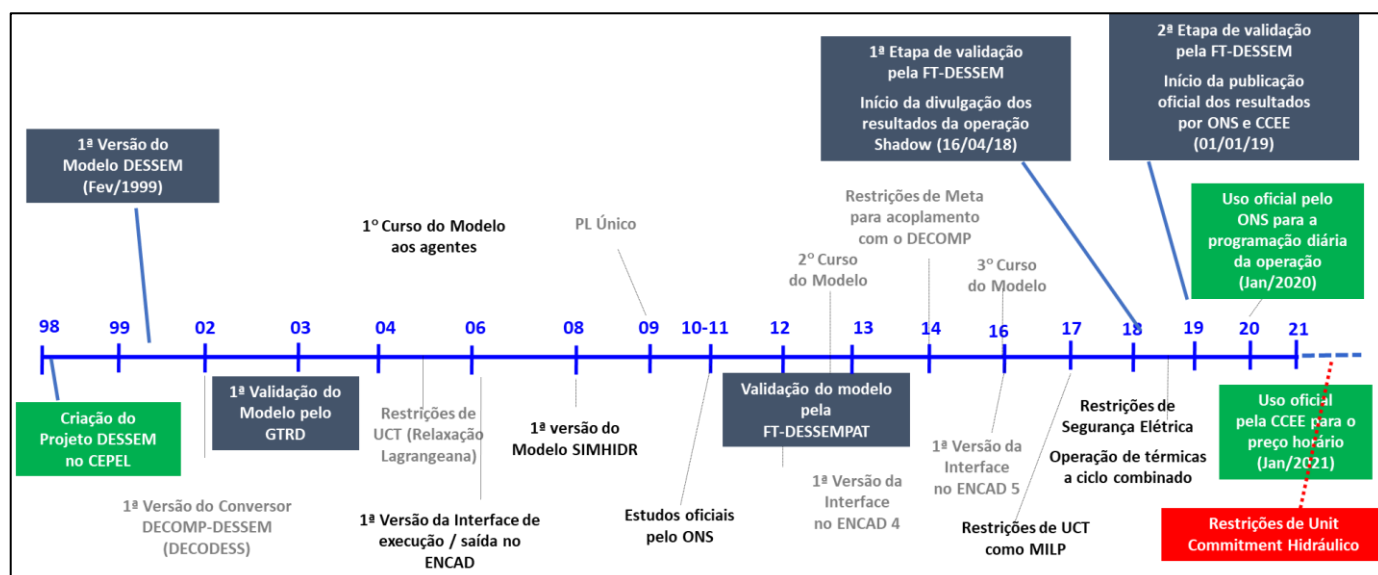 1ª Versão do
Modelo DESSEM
(Fev/1999)
1º Curso do Modelo
aos agentes
PL Único
2º Curso
do Modelo
Restrições de Meta
para acoplamento
com o DECOMP
3º Curso
do Modelo
1ª Etapa de validação
pela FT-DESSEM
Início da divulgação dos
resultados da operação
Shadow (16/04/18)
2ª Etapa de validação
pela FT-DESSEM
Início da publicação
oficial dos resultados
por ONS e CCEE
(01/01/19)
Uso oficial pelo
ONS para a
programação diária
da operação
(Jan/2020)
98 99 02 03 04 06 08 09 10-11 12 13 14 16 17 18 19 20 21
Criação do
Projeto DESSEM
no CEPEL
1ª Versão do Conversor
DECOMP-DESSEM
(DECODESS)
1ª Validação do
Modelo pelo
GTRD
Restrições de
UCT (Relaxação
Lagrangeana)
1ª Versão da Interface de
execução / saída no
ENCAD
1ª versão do
Modelo SIMHIDR
Estudos oficiais
pelo ONS
Validação do modelo
pela
FT-DESSEMPAT
1ª Versão da
Interface
no ENCAD 4
1ª Versão da
Interface
no ENCAD 5
Restrições de UCT
como MILP
Restrições de
Segurança Elétrica
Operação de térmicas
a ciclo combinado
Uso oficial
pela CCEE para o
preço horário
(Jan/2021)
Restrições de Unit
Commitment Hidráulico